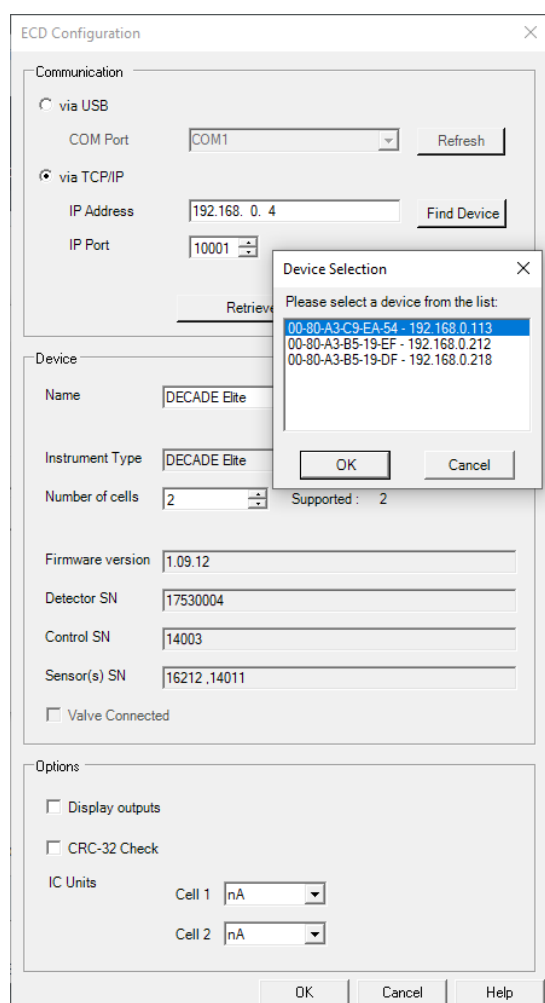 ECD Configuration
Communication
via USB
COM Port
COM1
Refresh
via TCP/IP
IP Address
192.168. 0. 4
Find Device
IP Port
10001
Retrieve
Device Selection
Please select a device from the list:
00-80-A3-C9-EA-54 - 192.168.0.113
00-80-A3-B5-19-EF - 192.168.0.212
00-80-A3-B5-19-DF - 192.168.0.218
OK
Cancel
Device
Name
DECADE Elite
Instrument Type
DECADE Elite
Number of cells
2
Supported : 2
Firmware version
1.09.12
Detector SN
17530004
Control SN
14003
Sensor(s) SN
16212 ,14011
Valve Connected
Options
Display outputs
CRC-32 Check
IC Units
Cell 1
nA
Cell 2
nA
OK
Cancel
Help